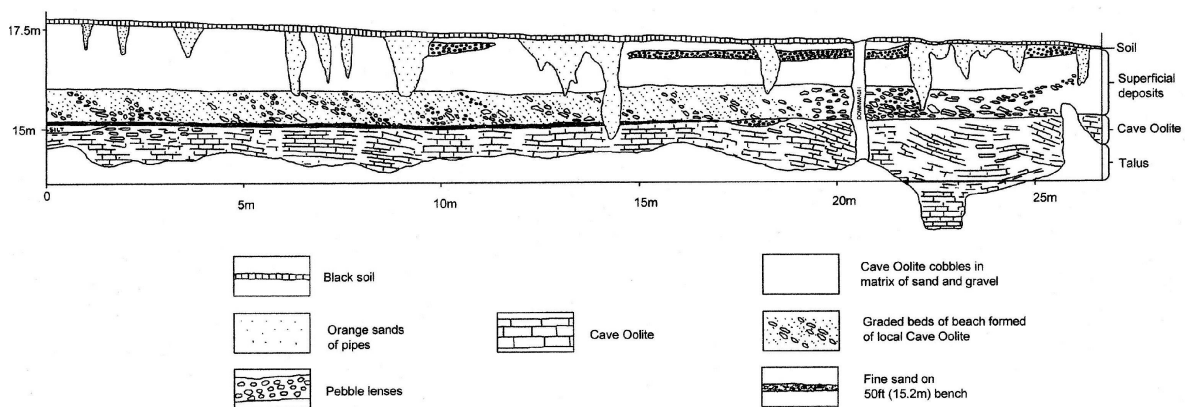 17.5m
15m
SILT
0
5m
10m
15m
20m
25m
DOWNWASH
Soil
Superficial
deposits
Cave Oolite
Talus
Black soil
Orange sands
of pipes
Pebble lenses
Cave Oolite
Cave Oolite cobbles in
matrix of sand and gravel
Graded beds of beach formed
of local Cave Oolite
Fine sand on
50ft (15.2m) bench